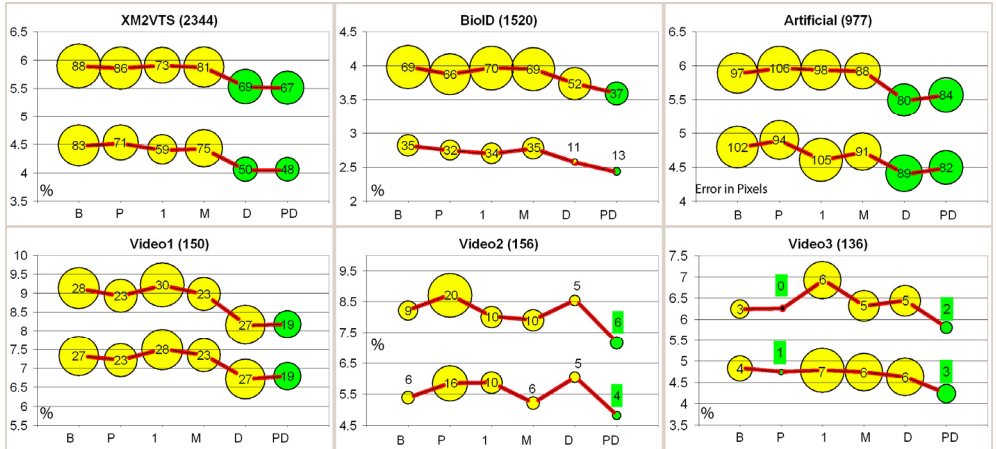 XM2VTS (2344)
6.5
6
5.5
5
4.5
4
3.5
88 86 73 81 69 67
83 71 59 75 50 48
%
B P 1 M D PD
BioID (1520)
4.5
4
3.5
3
2.5
2
69 66 70 69 52 37
35 32 34 35 11 13
%
B P 1 M D PD
Artificial (977)
6.5
6
5.5
5
4.5
4
97 106 98 88 80 84
102 94 105 91 89 82
Error in Pixels
B P 1 M D PD
Video1 (150)
10
9.5
9
8.5
8
7.5
7
6.5
6
5.5
28 23 30 23 27 19
27 23 28 23 27 19
%
B P 1 M D PD
Video2 (156)
9.5
8.5
7.5
6.5
5.5
4.5
9 20 10 10 5 6
6 16 10 6 5 4
%
B P 1 M D PD
Video3 (136)
7.5
7
6.5
6
5.5
5
4.5
4
3.5
3 0 6 5 5 2
4 1 7 6 6 3
%
B P 1 M D PD